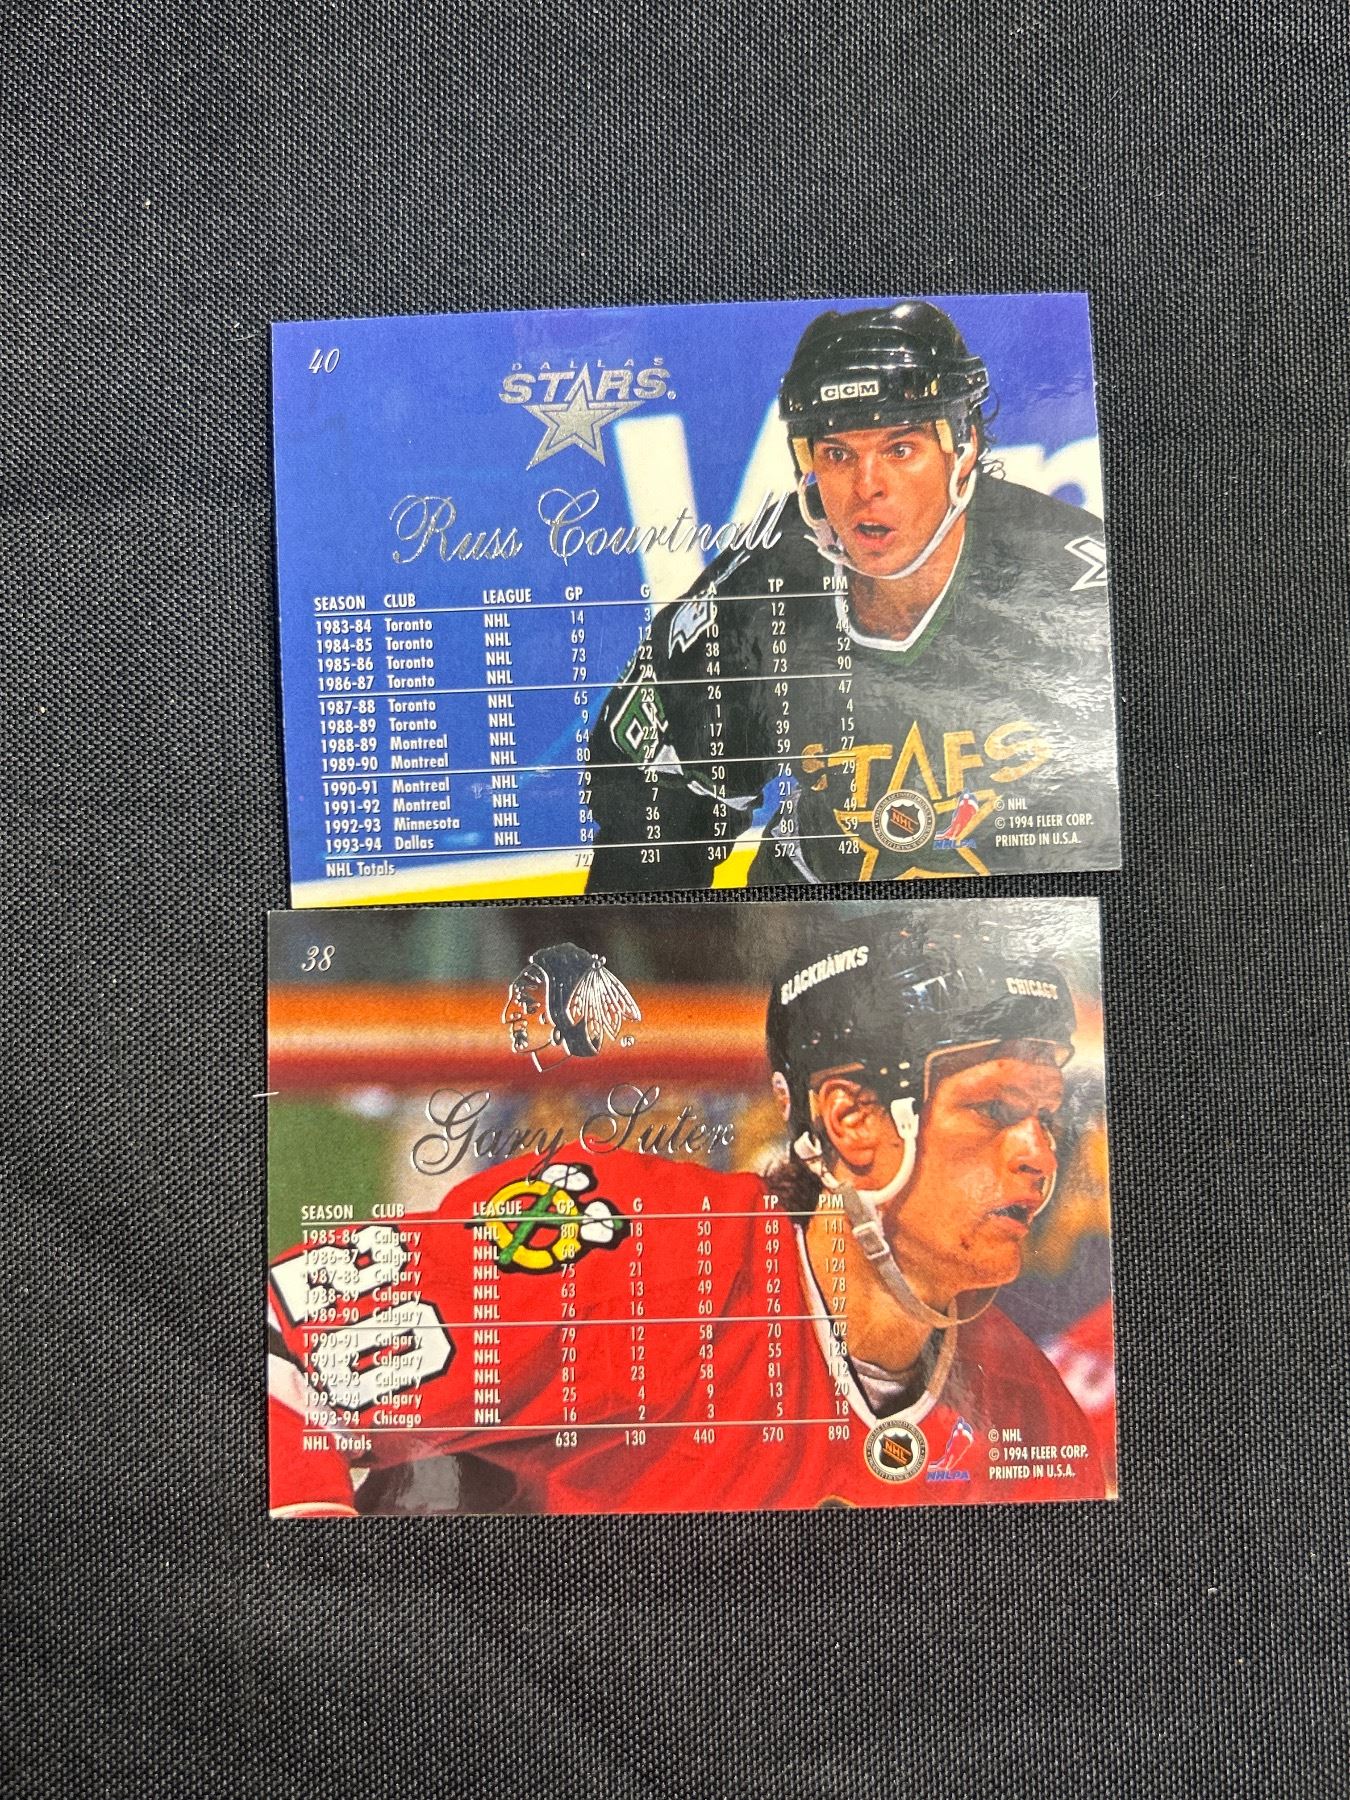 40
DALLAS
STARS
CCM
Russ Courtnall
SEASON CLUB LEAGUE GP G A TP PIM
1983-84 Toronto NHL 14 3 9 12 6
1984-85 Toronto NHL 69 12 10 22 44
1985-86 Toronto NHL 73 22 38 60 52
1986-87 Toronto NHL 79 29 44 73 90
1987-88 Toronto NHL 65 23 26 49 47
1988-89 Toronto NHL 9 1 1 2 4
1988-89 Montreal NHL 64 22 17 39 15
1989-90 Montreal NHL 80 27 32 59 27
1990-91 Montreal NHL 79 26 50 76 29
1991-92 Montreal NHL 27 7 14 21 6
1992-93 Minnesota NHL 84 36 43 79 49
1993-94 Dallas NHL 84 23 57 80 59
NHL Totals 727 231 341 572 428
STARS
NHL
NHLPA
© NHL
© 1994 FLEER CORP.
PRINTED IN U.S.A.
38
BLACKHAWKS
CHICAGO
Gary Suter
SEASON CLUB LEAGUE GP G A TP PIM
1985-86 Calgary NHL 80 18 50 68 141
1986-87 Calgary NHL 68 9 40 49 70
1987-88 Calgary NHL 75 21 70 91 124
1988-89 Calgary NHL 63 13 49 62 78
1989-90 Calgary NHL 76 16 60 76 97
1990-91 Calgary NHL 79 12 58 70 102
1991-92 Calgary NHL 70 12 43 55 128
1992-93 Calgary NHL 81 23 58 81 112
1993-94 Calgary NHL 25 4 9 13 20
1993-94 Chicago NHL 16 2 3 5 18
NHL Totals 633 130 440 570 890
NHL
NHLPA
© NHL
© 1994 FLEER CORP.
PRINTED IN U.S.A.